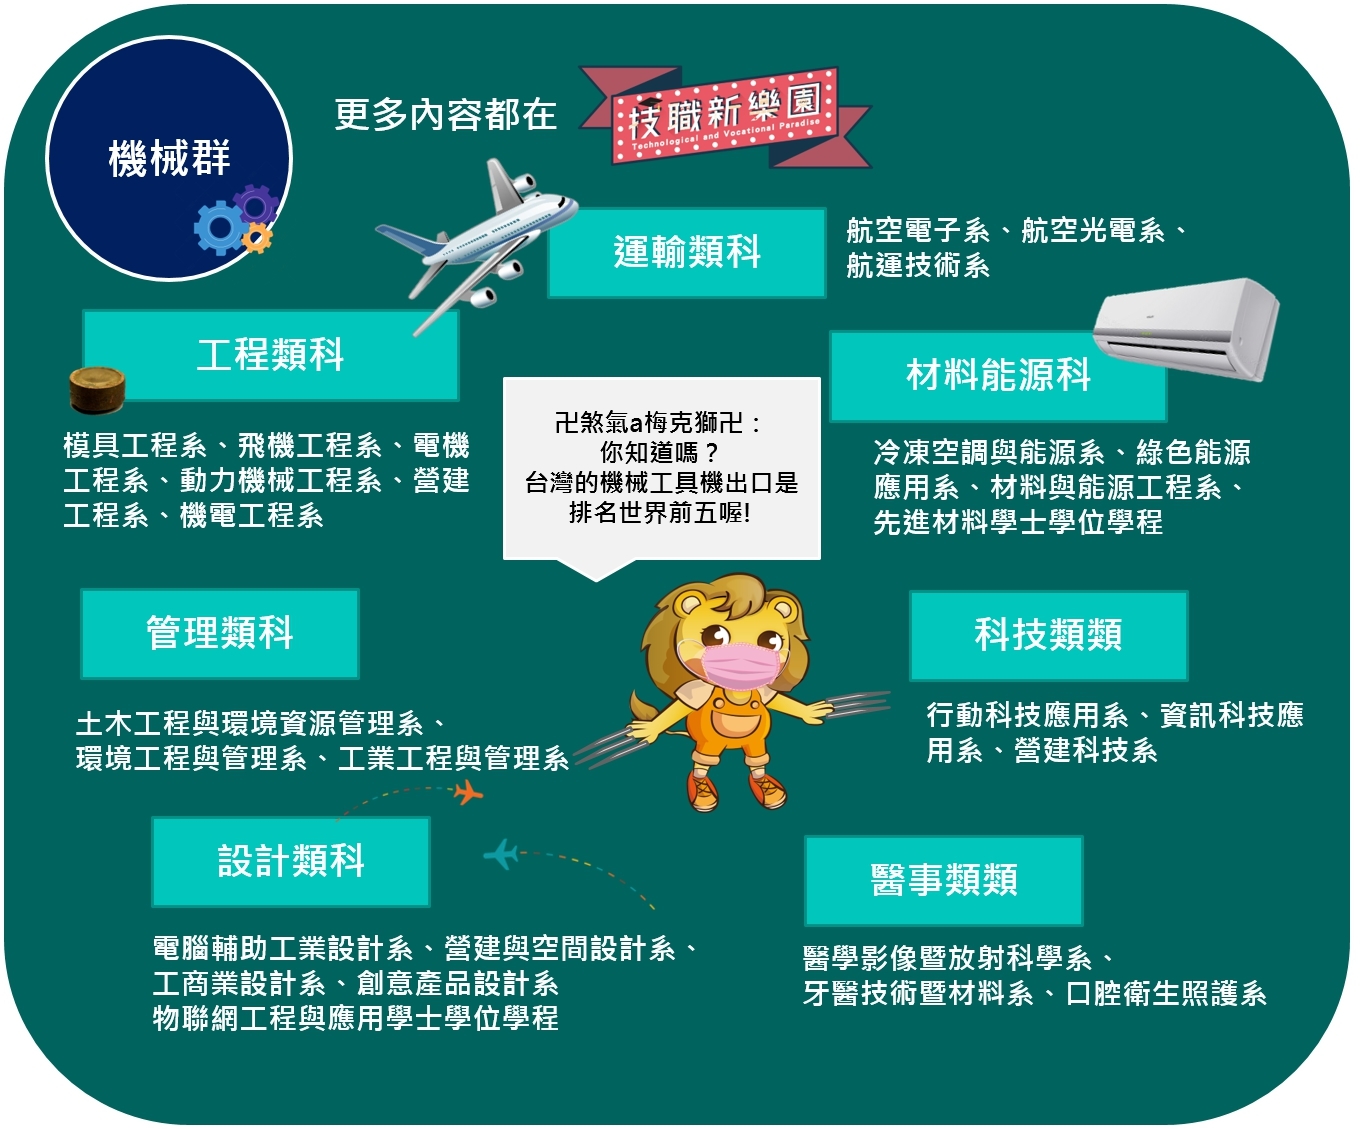 機械群
更多內容都在
技職新樂園
Technological and Vocational Paradise
運輸類科
航空電子系、航空光電系、
航運技術系
工程類科
模具工程系、飛機工程系、電機
工程系、動力機械工程系、營建
工程系、機電工程系
材料能源科
冷凍空調與能源系、綠色能源
應用系、材料與能源工程系、
先進材料學士學位學程
卍煞氣a梅克獅卍：
你知道嗎？
台灣的機械工具機出口是
排名世界前五喔!
管理類科
土木工程與環境資源管理系、
環境工程與管理系、工業工程與管理系
科技類類
行動科技應用系、資訊科技應
用系、營建科技系
設計類科
電腦輔助工業設計系、營建與空間設計系、
工商業設計系、創意產品設計系
物聯網工程與應用學士學位學程
醫事類類
醫學影像暨放射科學系、
牙醫技術暨材料系、口腔衛生照護系